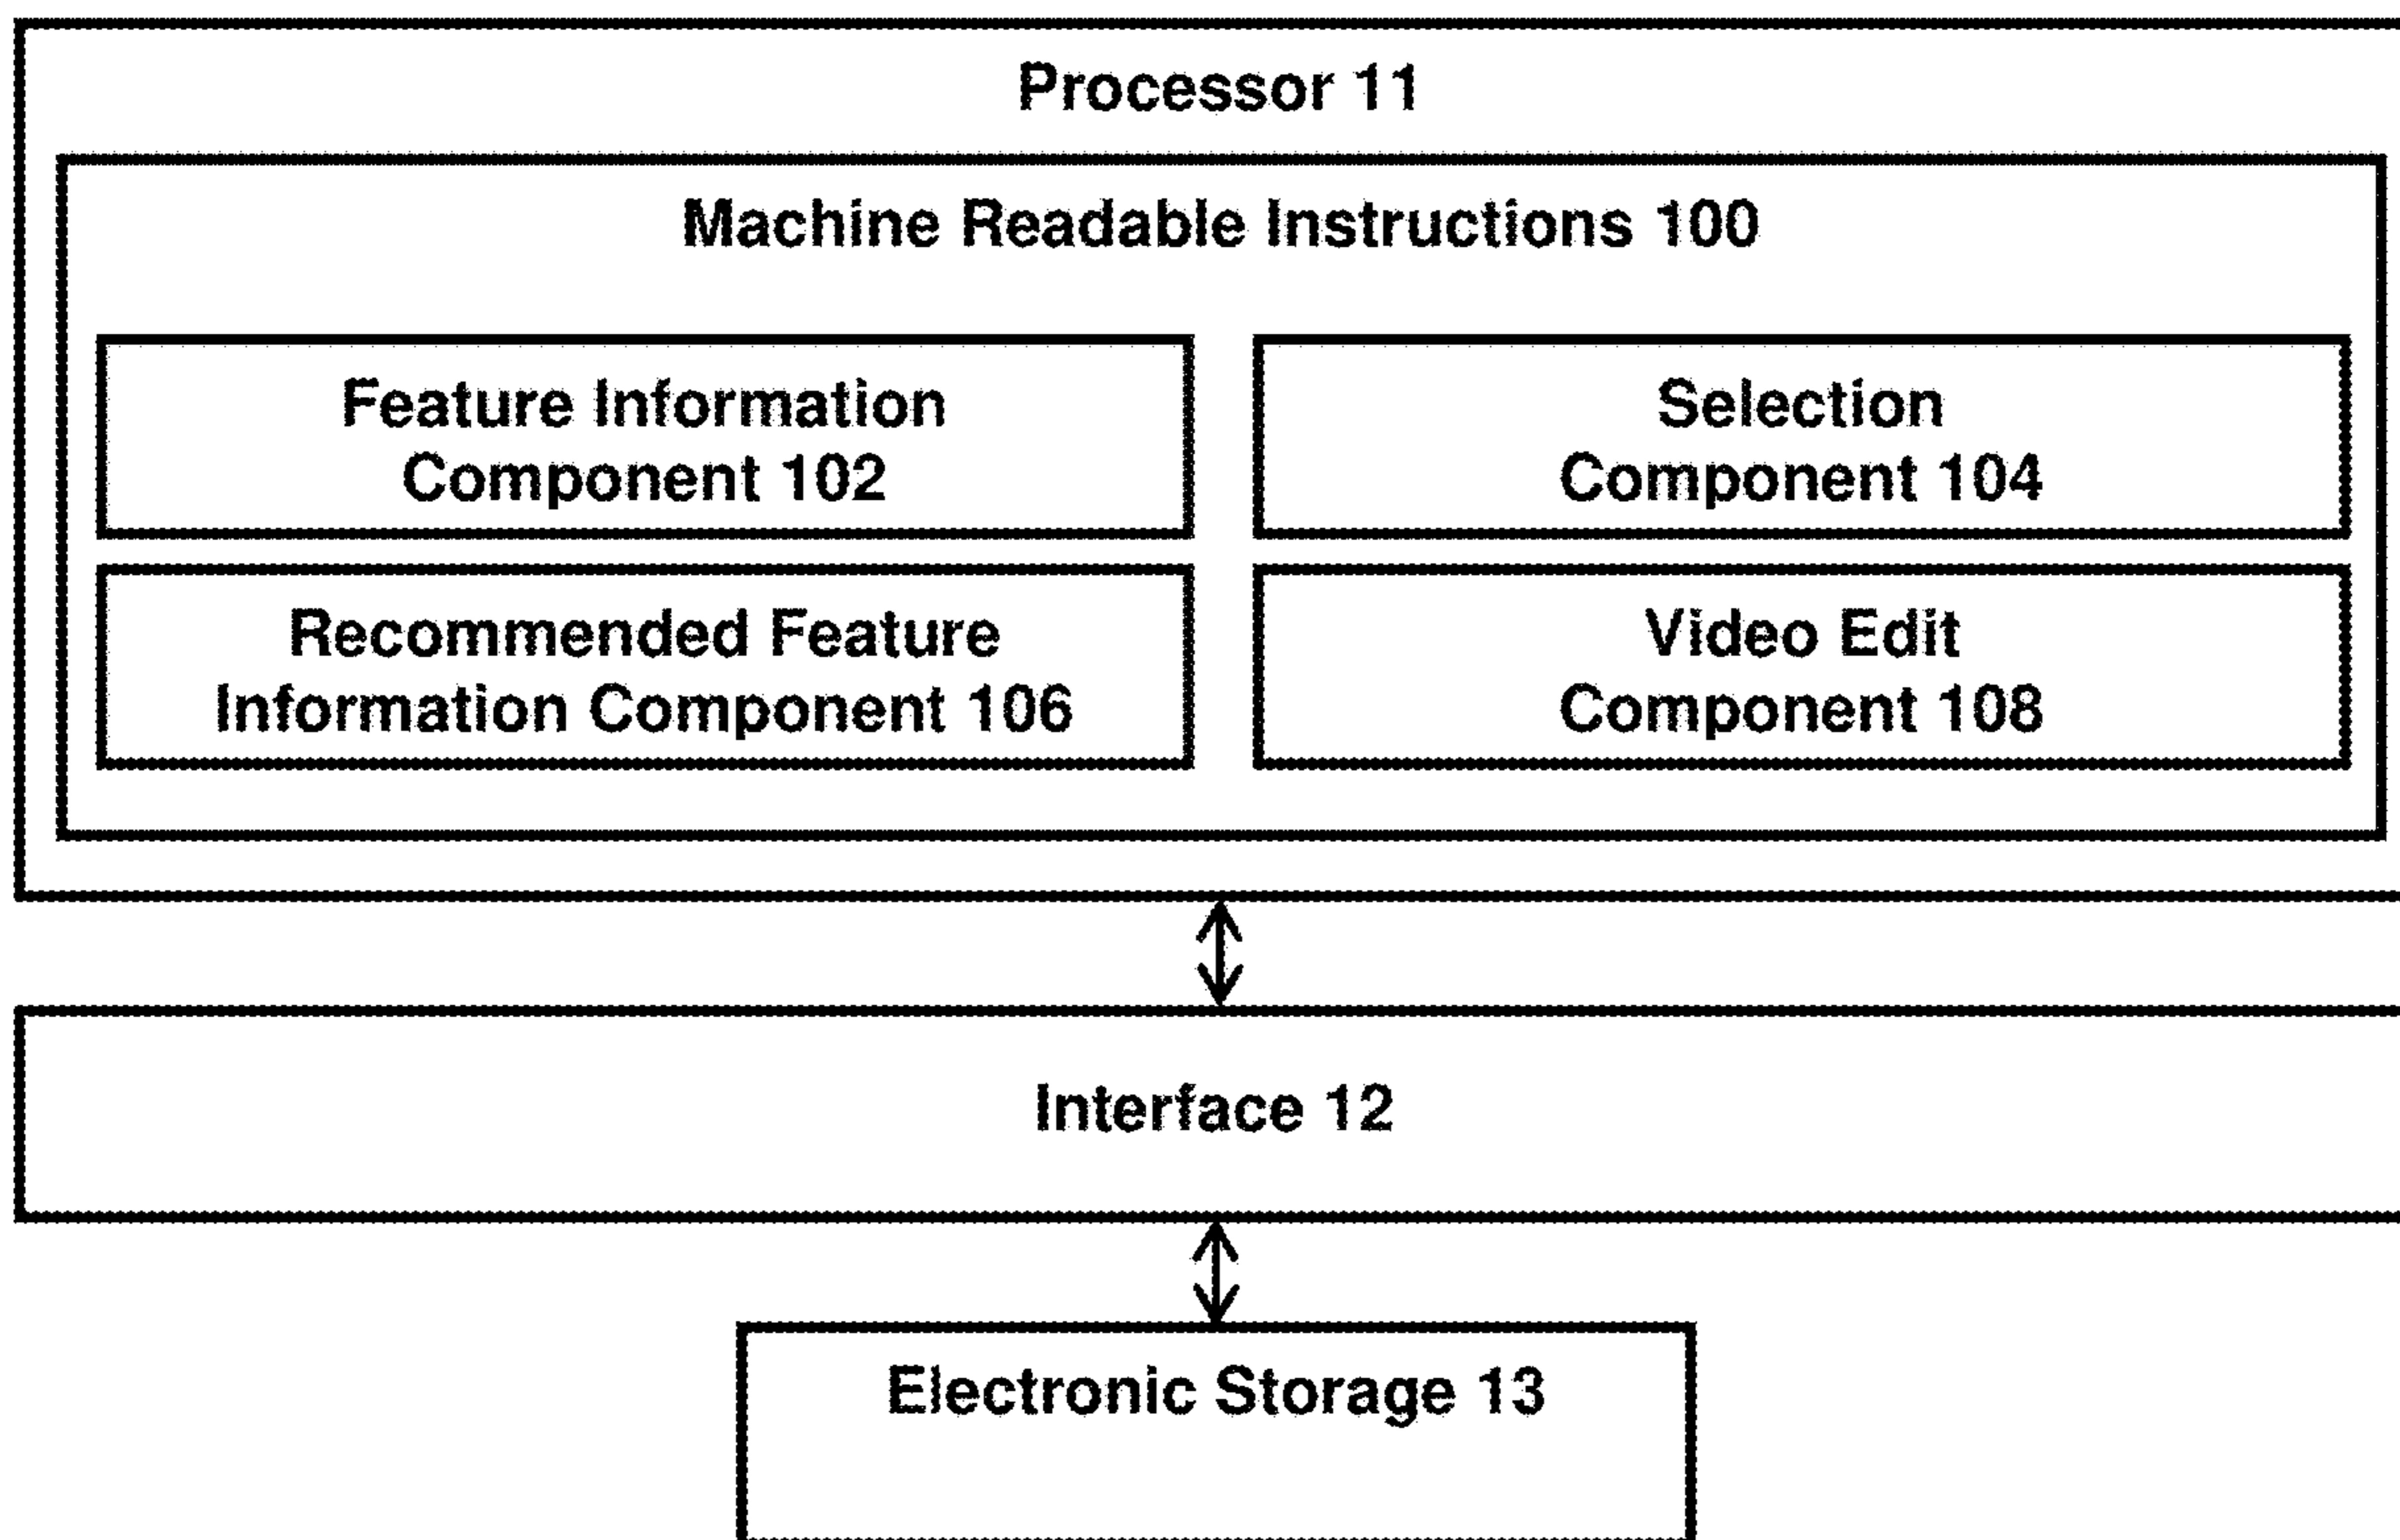 Processor 11
Machine Readable Instructions 100
Feature Information
Component 102
Selection
Component 104
Recommended Feature
Information Component 106
Video Edit
Component 108
Interface 12
Electronic Storage 13